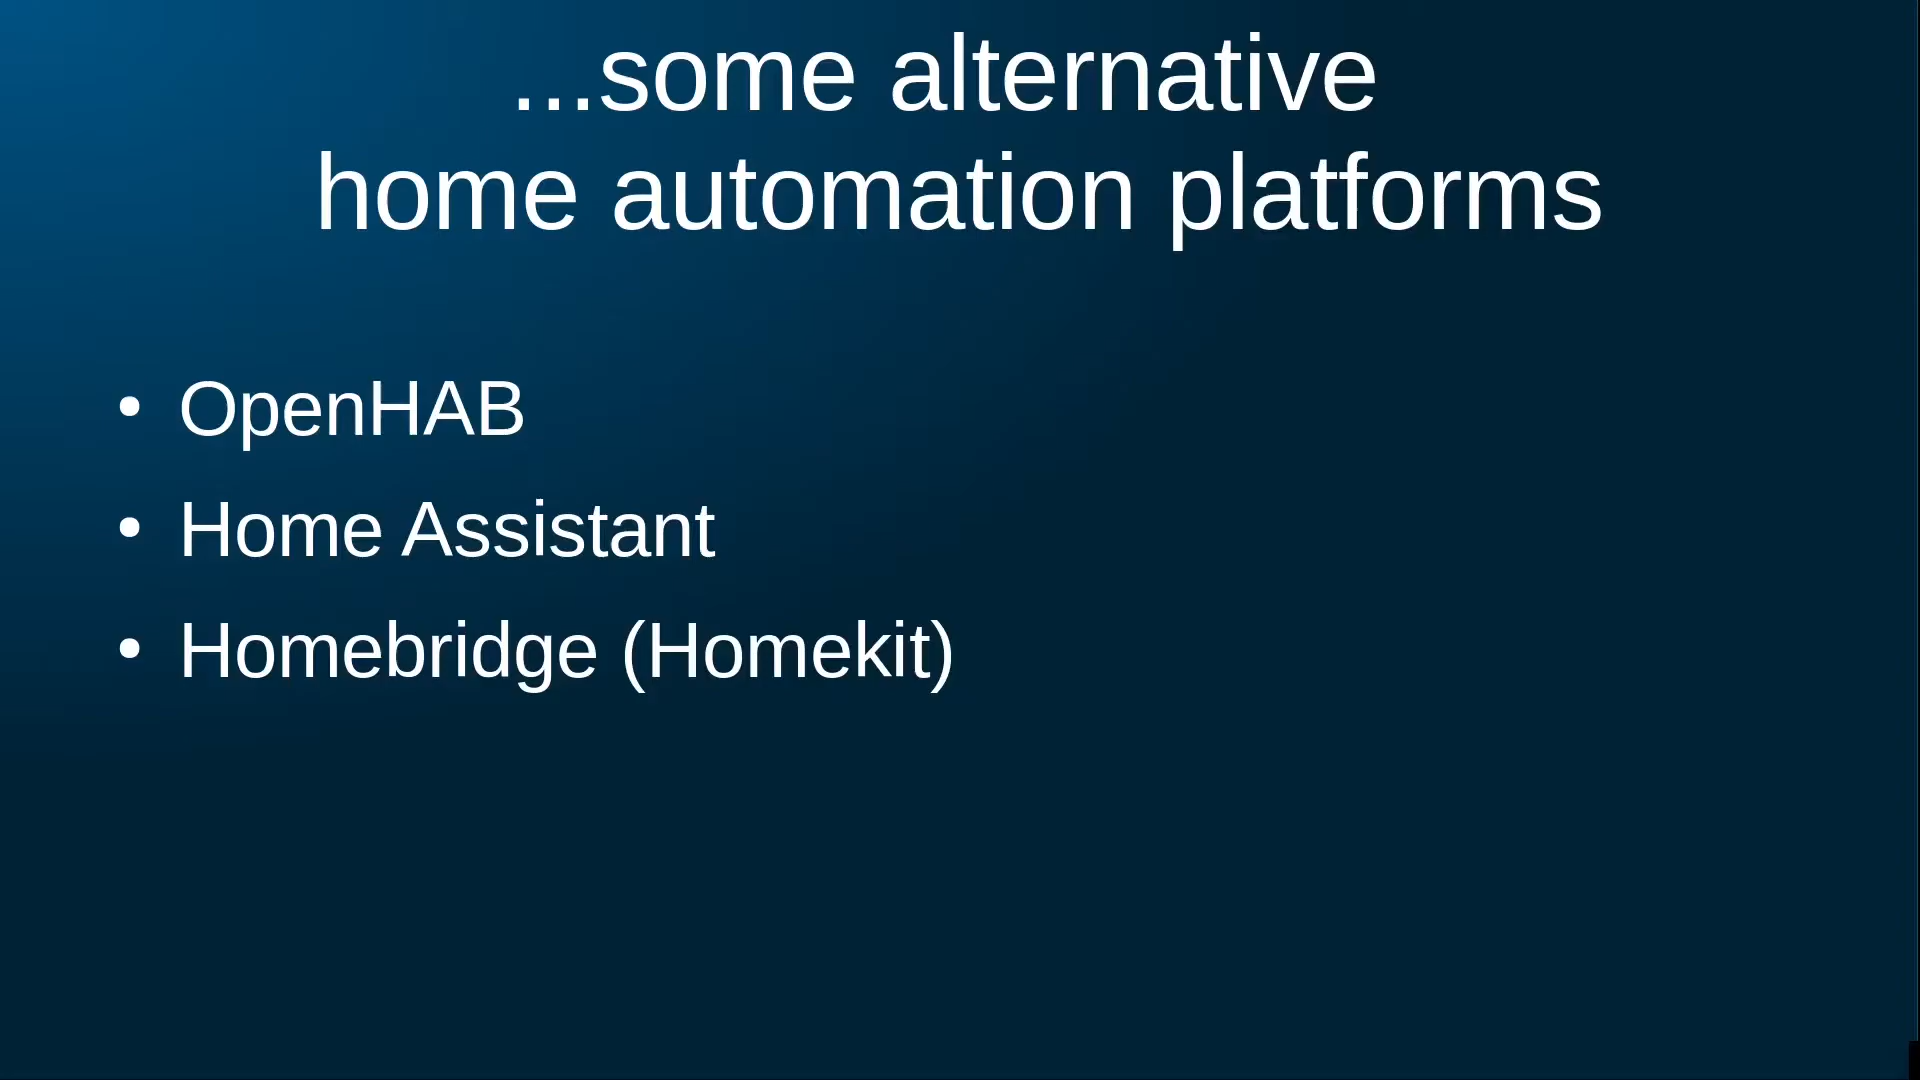 ...some alternative
home automation platforms
• OpenHAB
• Home Assistant
• Homebridge (Homekit)